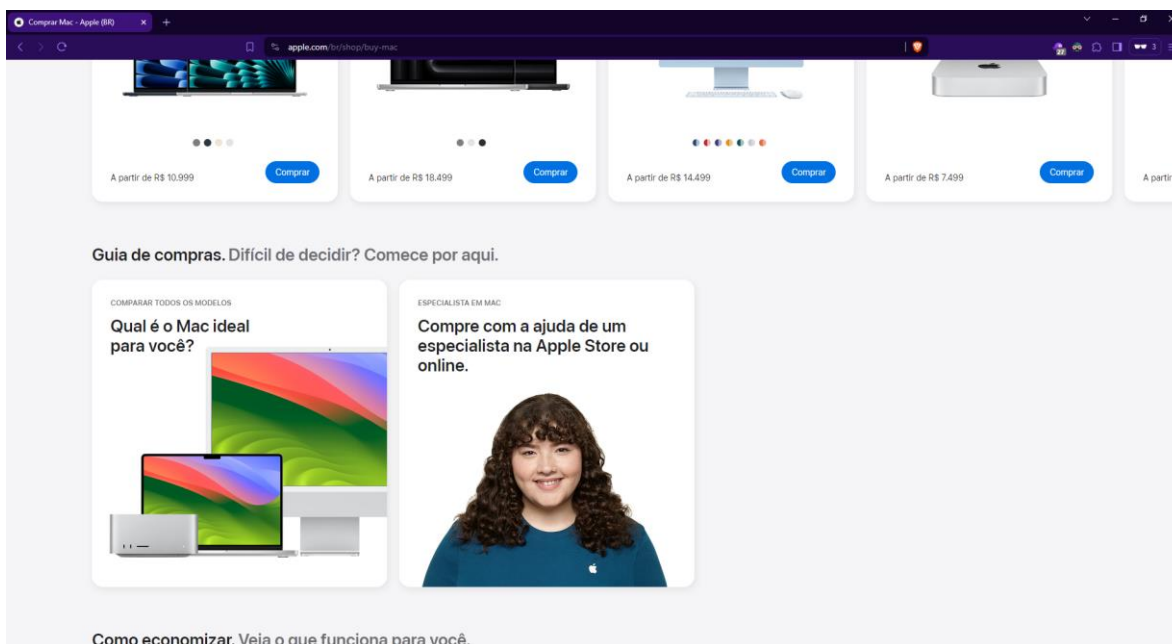 Comprar Mac - Apple (BR)
apple.com/br/shop/buy-mac
27
3
A partir de R$ 10.999
Comprar
A partir de R$ 18.499
Comprar
A partir de R$ 14.499
Comprar
A partir de R$ 7.499
Comprar
A partir
Guia de compras. Difícil de decidir? Comece por aqui.
COMPARAR TODOS OS MODELOS
Qual é o Mac ideal
para você?
ESPECIALISTA EM MAC
Compre com a ajuda de um
especialista na Apple Store ou
online.
Como economizar. Veja o que funciona para você.